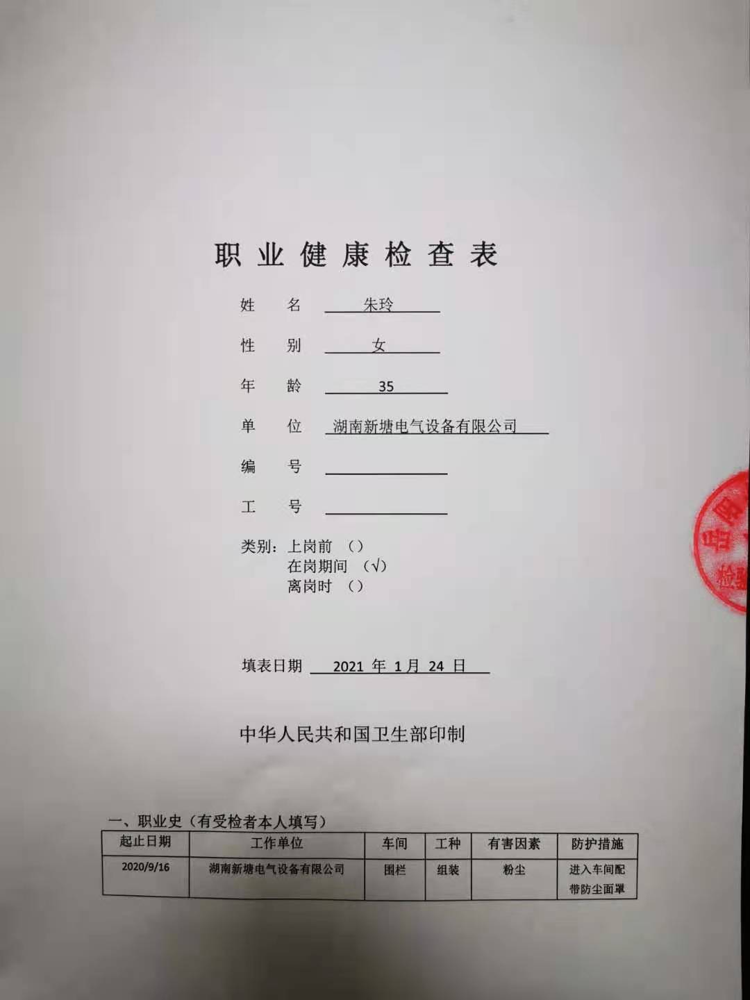 职业健康检查表
姓 名 朱玲
性 别 女
年 龄 35
单 位 湖南新塘电气设备有限公司
编 号
工 号
类别：上岗前 （）
在岗期间 （√）
离岗时 （）
填表日期 2021 年 1月 24 日
中华人民共和国卫生部印制
一、职业史（有受检者本人填写）
起止日期 工作单位 车间 工种 有害因素 防护措施
2020/9/16 湖南新塘电气设备有限公司 围栏 组装 粉尘 进入车间配
带防尘面罩
岳阳
检